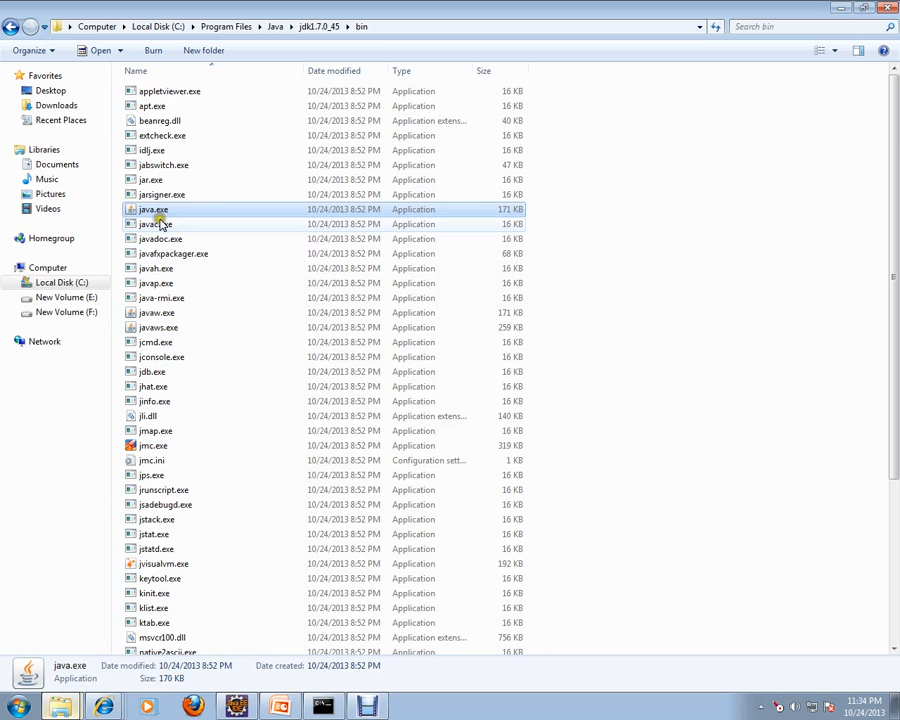 Computer Local Disk (C:) Program Files Java jdk1.7.0_45 bin Search bin
Organize Open Burn New folder
Name Date modified Type Size
Favorites
Desktop
Downloads
Recent Places
Libraries
Documents
Music
Pictures
Videos
Homegroup
Computer
Local Disk (C:)
New Volume (E:)
New Volume (F:)
Network
appletviewer.exe 10/24/2013 8:52 PM Application 16 KB
apt.exe 10/24/2013 8:52 PM Application 16 KB
beanreg.dll 10/24/2013 8:52 PM Application extens... 40 KB
extcheck.exe 10/24/2013 8:52 PM Application 16 KB
idlj.exe 10/24/2013 8:52 PM Application 16 KB
jabswitch.exe 10/24/2013 8:52 PM Application 47 KB
jar.exe 10/24/2013 8:52 PM Application 16 KB
jarsigner.exe 10/24/2013 8:52 PM Application 16 KB
java.exe 10/24/2013 8:52 PM Application 171 KB
javac.exe 10/24/2013 8:52 PM Application 16 KB
javadoc.exe 10/24/2013 8:52 PM Application 16 KB
javafxpackager.exe 10/24/2013 8:52 PM Application 68 KB
javah.exe 10/24/2013 8:52 PM Application 16 KB
javap.exe 10/24/2013 8:52 PM Application 16 KB
java-rmi.exe 10/24/2013 8:52 PM Application 16 KB
javaw.exe 10/24/2013 8:52 PM Application 171 KB
javaws.exe 10/24/2013 8:52 PM Application 259 KB
jcmd.exe 10/24/2013 8:52 PM Application 16 KB
jconsole.exe 10/24/2013 8:52 PM Application 16 KB
jdb.exe 10/24/2013 8:52 PM Application 16 KB
jhat.exe 10/24/2013 8:52 PM Application 16 KB
jinfo.exe 10/24/2013 8:52 PM Application 16 KB
jli.dll 10/24/2013 8:52 PM Application extens... 140 KB
jmap.exe 10/24/2013 8:52 PM Application 16 KB
jmc.exe 10/24/2013 8:52 PM Application 319 KB
jmc.ini 10/24/2013 8:52 PM Configuration sett... 1 KB
jps.exe 10/24/2013 8:52 PM Application 16 KB
jrunscript.exe 10/24/2013 8:52 PM Application 16 KB
jsadebugd.exe 10/24/2013 8:52 PM Application 16 KB
jstack.exe 10/24/2013 8:52 PM Application 16 KB
jstat.exe 10/24/2013 8:52 PM Application 16 KB
jstatd.exe 10/24/2013 8:52 PM Application 16 KB
jvisualvm.exe 10/24/2013 8:52 PM Application 192 KB
keytool.exe 10/24/2013 8:52 PM Application 16 KB
kinit.exe 10/24/2013 8:52 PM Application 16 KB
klist.exe 10/24/2013 8:52 PM Application 16 KB
ktab.exe 10/24/2013 8:52 PM Application 16 KB
msvcr100.dll 10/24/2013 8:52 PM Application extens... 756 KB
native2ascii.exe 10/24/2013 8:52 PM Application 16 KB
java.exe Date modified: 10/24/2013 8:52 PM Date created: 10/24/2013 8:52 PM
Application Size: 170 KB
11:34 PM
10/24/2013